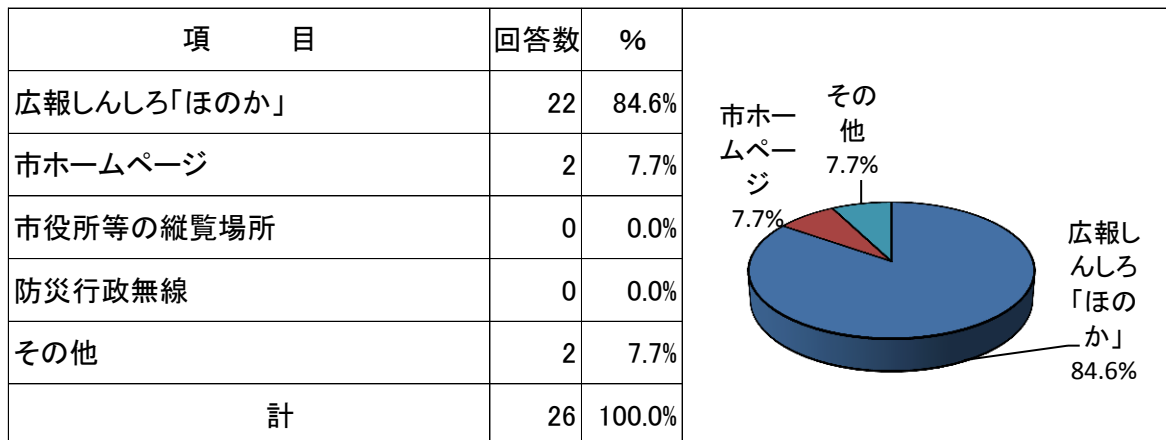 項　　　目 回答数 %
広報しんしろ「ほのか」 22 84.6%
市ホームページ 2 7.7%
市役所等の縦覧場所 0 0.0%
防災行政無線 0 0.0%
その他 2 7.7%
計 26 100.0%
市ホー
ムペー
ジ
7.7%
その
他
7.7%
広報し
んしろ
「ほの
か」
84.6%